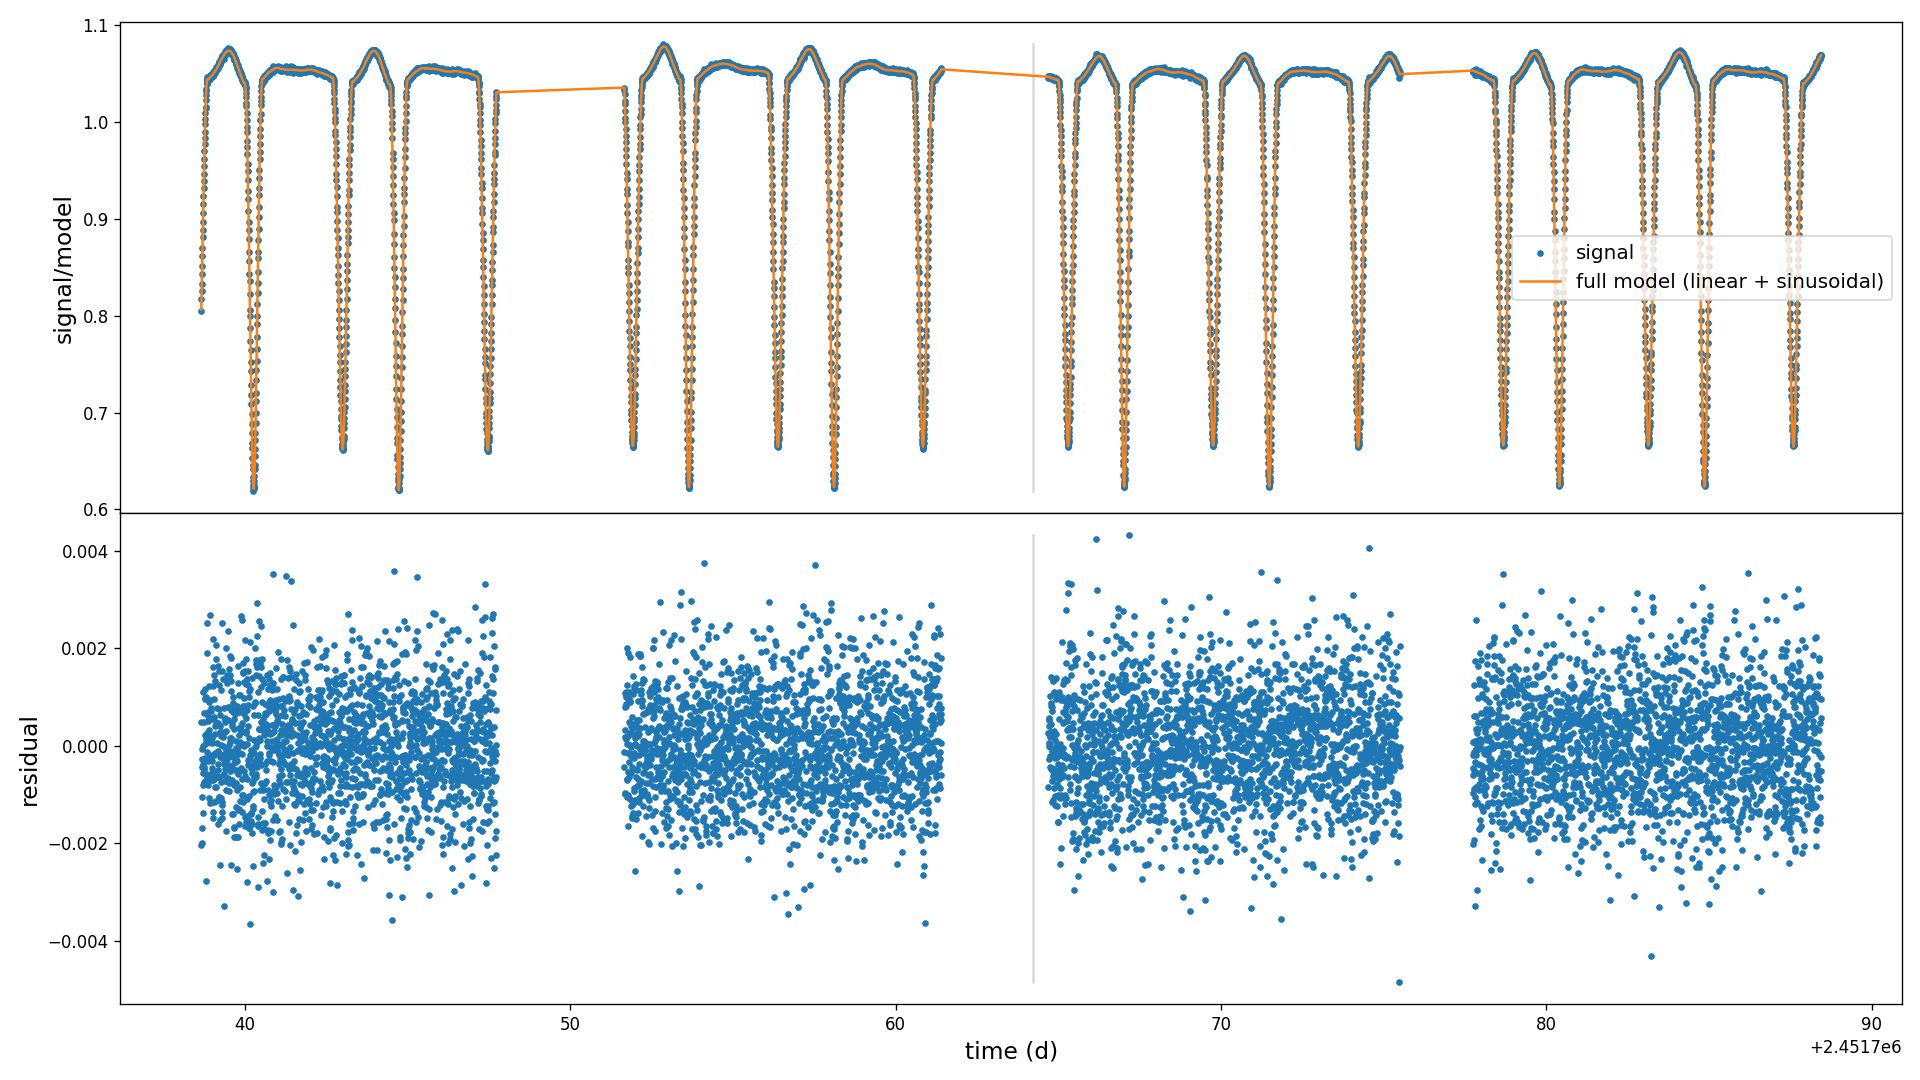 1.1
1.0
0.9
0.8
0.7
0.6
signal/model
signal
full model (linear + sinusoidal)
0.004
0.002
0.000
−0.002
−0.004
residual
40
50
60
70
80
90
time (d)
+2.4517e6